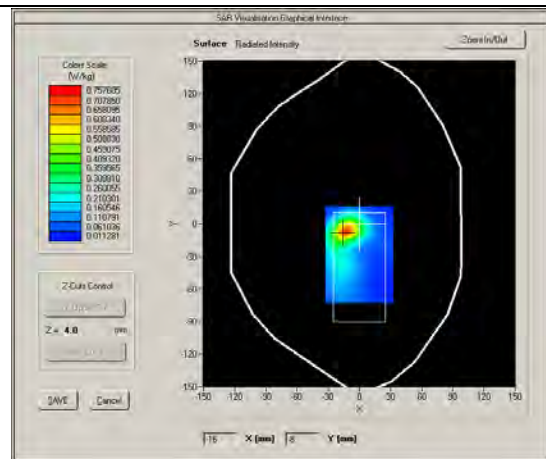 SAR Visualisation Graphical Interface
Surface Radiated Intensity
Zoom In/Out
Colors Scale
(W/kg)
0.757605
0.707850
0.658095
0.608340
0.558585
0.508830
0.459075
0.409320
0.359565
0.309810
0.260055
0.210301
0.160546
0.110791
0.061036
0.011281
150
120
90
60
30
0
-30
-60
-90
-120
-150
Y
-150 -120 -90 -60 -30 0 30 60 90 120 150
X
Z-Cuts Control
Z = 4.0 mm
SAVE Cancel
-16 X (mm) -8 Y (mm)